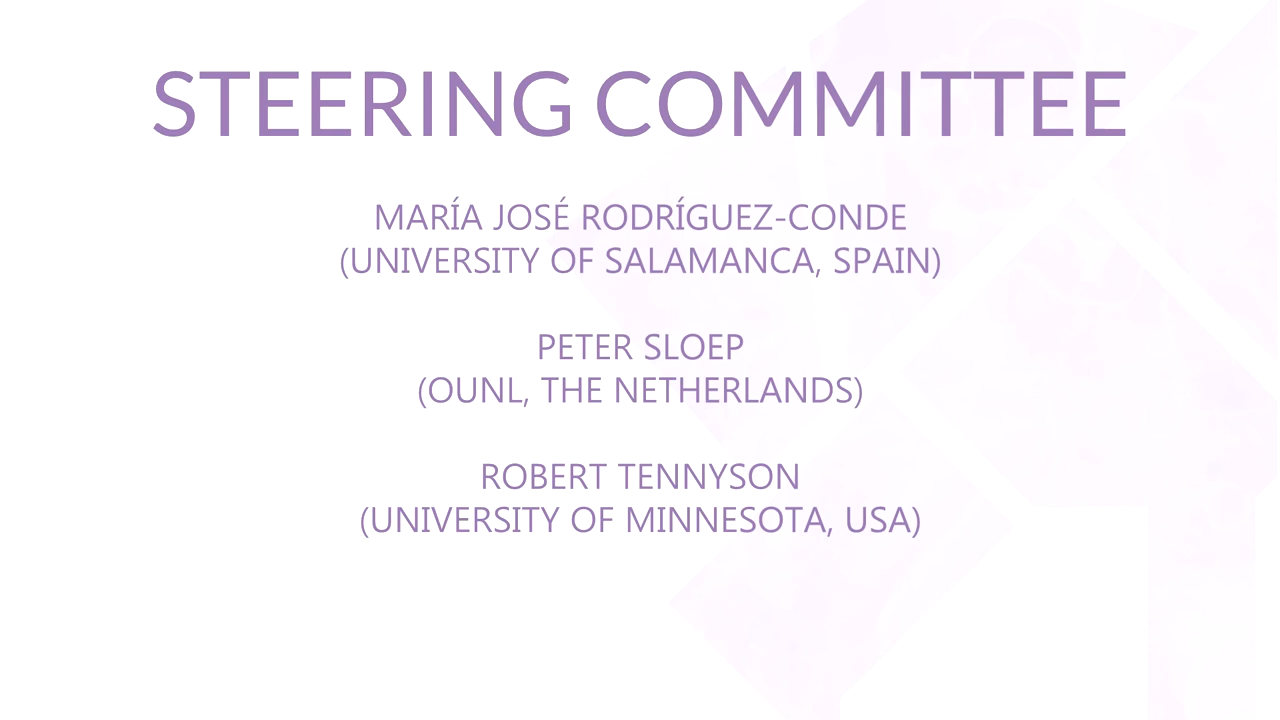 STEERING COMMITTEE
MARÍA JOSÉ RODRÍGUEZ-CONDE
(UNIVERSITY OF SALAMANCA, SPAIN)
PETER SLOEP
(OUNL, THE NETHERLANDS)
ROBERT TENNYSON
(UNIVERSITY OF MINNESOTA, USA)